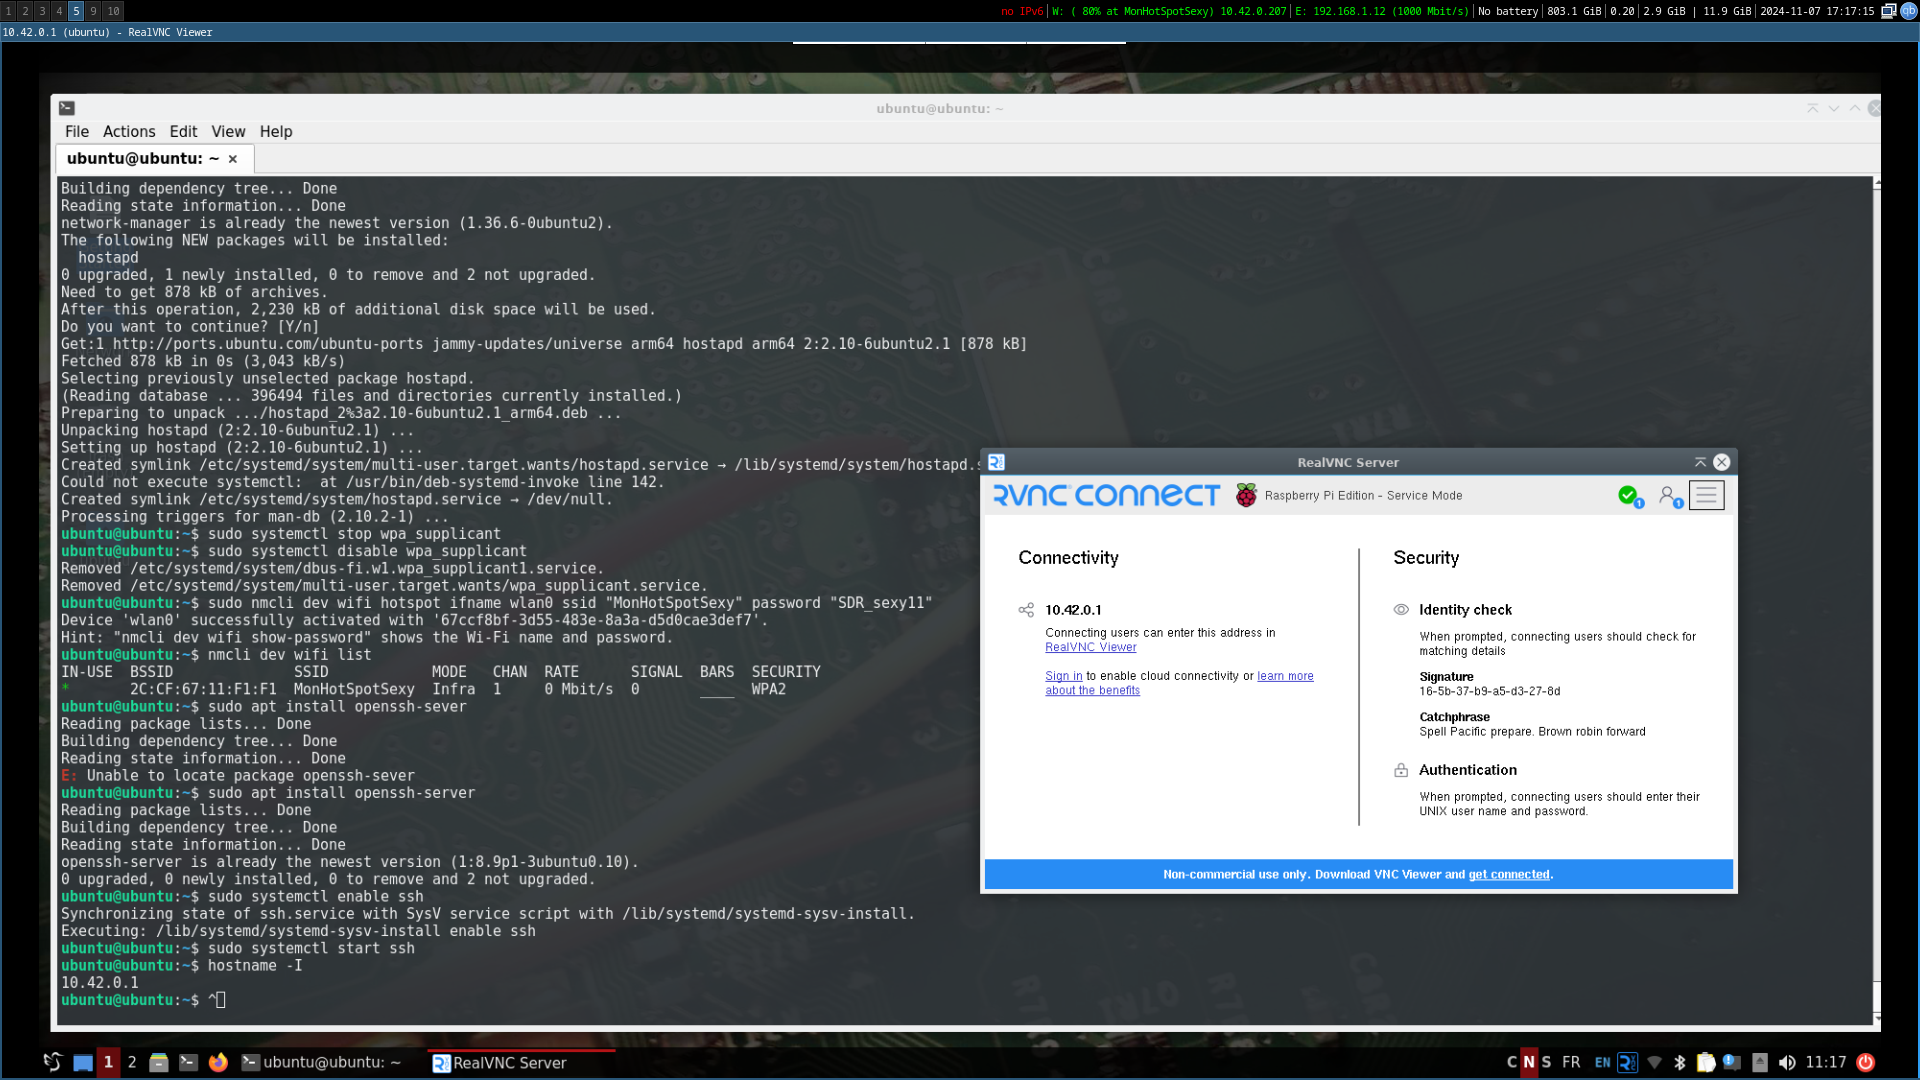 1 2 3 4 5 9 10
no IPv6| W: ( 80% at MonHotSpotSexy) 10.42.0.207| E: 192.168.1.12 (1000 Mbit/s)| No battery| 803.1 GiB| 0.20| 2.9 GiB | 11.9 GiB| 2024-11-07 17:17:15
10.42.0.1 (ubuntu) - RealVNC Viewer
ubuntu@ubuntu: ~
File Actions Edit View Help
ubuntu@ubuntu: ~ ×
Building dependency tree... Done
Reading state information... Done
network-manager is already the newest version (1.36.6-0ubuntu2).
The following NEW packages will be installed:
hostapd
0 upgraded, 1 newly installed, 0 to remove and 2 not upgraded.
Need to get 878 kB of archives.
After this operation, 2,230 kB of additional disk space will be used.
Do you want to continue? [Y/n]
Get:1 http://ports.ubuntu.com/ubuntu-ports jammy-updates/universe arm64 hostapd arm64 2:2.10-6ubuntu2.1 [878 kB]
Fetched 878 kB in 0s (3,043 kB/s)
Selecting previously unselected package hostapd.
(Reading database ... 396494 files and directories currently installed.)
Preparing to unpack .../hostapd_2%3a2.10-6ubuntu2.1_arm64.deb ...
Unpacking hostapd (2:2.10-6ubuntu2.1) ...
Setting up hostapd (2:2.10-6ubuntu2.1) ...
Created symlink /etc/systemd/system/multi-user.target.wants/hostapd.service → /lib/systemd/system/hostapd.s
Could not execute systemctl:  at /usr/bin/deb-systemd-invoke line 142.
Created symlink /etc/systemd/system/hostapd.service → /dev/null.
Processing triggers for man-db (2.10.2-1) ...
ubuntu@ubuntu:~$ sudo systemctl stop wpa_supplicant
ubuntu@ubuntu:~$ sudo systemctl disable wpa_supplicant
Removed /etc/systemd/system/dbus-fi.w1.wpa_supplicant1.service.
Removed /etc/systemd/system/multi-user.target.wants/wpa_supplicant.service.
ubuntu@ubuntu:~$ sudo nmcli dev wifi hotspot ifname wlan0 ssid "MonHotSpotSexy" password "SDR_sexy11"
Device 'wlan0' successfully activated with '67ccf8bf-3d55-483e-8a3a-d5d0cae3def7'.
Hint: "nmcli dev wifi show-password" shows the Wi-Fi name and password.
ubuntu@ubuntu:~$ nmcli dev wifi list
IN-USE  BSSID              SSID            MODE   CHAN  RATE      SIGNAL  BARS  SECURITY
*       2C:CF:67:11:F1:F1  MonHotSpotSexy  Infra  1     0 Mbit/s  0       ____  WPA2
ubuntu@ubuntu:~$ sudo apt install openssh-sever
Reading package lists... Done
Building dependency tree... Done
Reading state information... Done
E: Unable to locate package openssh-sever
ubuntu@ubuntu:~$ sudo apt install openssh-server
Reading package lists... Done
Building dependency tree... Done
Reading state information... Done
openssh-server is already the newest version (1:8.9p1-3ubuntu0.10).
0 upgraded, 0 newly installed, 0 to remove and 2 not upgraded.
ubuntu@ubuntu:~$ sudo systemctl enable ssh
Synchronizing state of ssh.service with SysV service script with /lib/systemd/systemd-sysv-install.
Executing: /lib/systemd/systemd-sysv-install enable ssh
ubuntu@ubuntu:~$ sudo systemctl start ssh
ubuntu@ubuntu:~$ hostname -I
10.42.0.1
ubuntu@ubuntu:~$ ^
RealVNC Server
RVNC CONNECT Raspberry Pi Edition - Service Mode
1 1
Connectivity
10.42.0.1
Connecting users can enter this address in
RealVNC Viewer
Sign in to enable cloud connectivity or learn more
about the benefits
Security
Identity check
When prompted, connecting users should check for
matching details
Signature
16-5b-37-b9-a5-d3-27-8d
Catchphrase
Spell Pacific prepare. Brown robin forward
Authentication
When prompted, connecting users should enter their
UNIX user name and password.
Non-commercial use only. Download VNC Viewer and get connected.
1 2 ubuntu@ubuntu: ~ RealVNC Server C N S FR EN 11:17